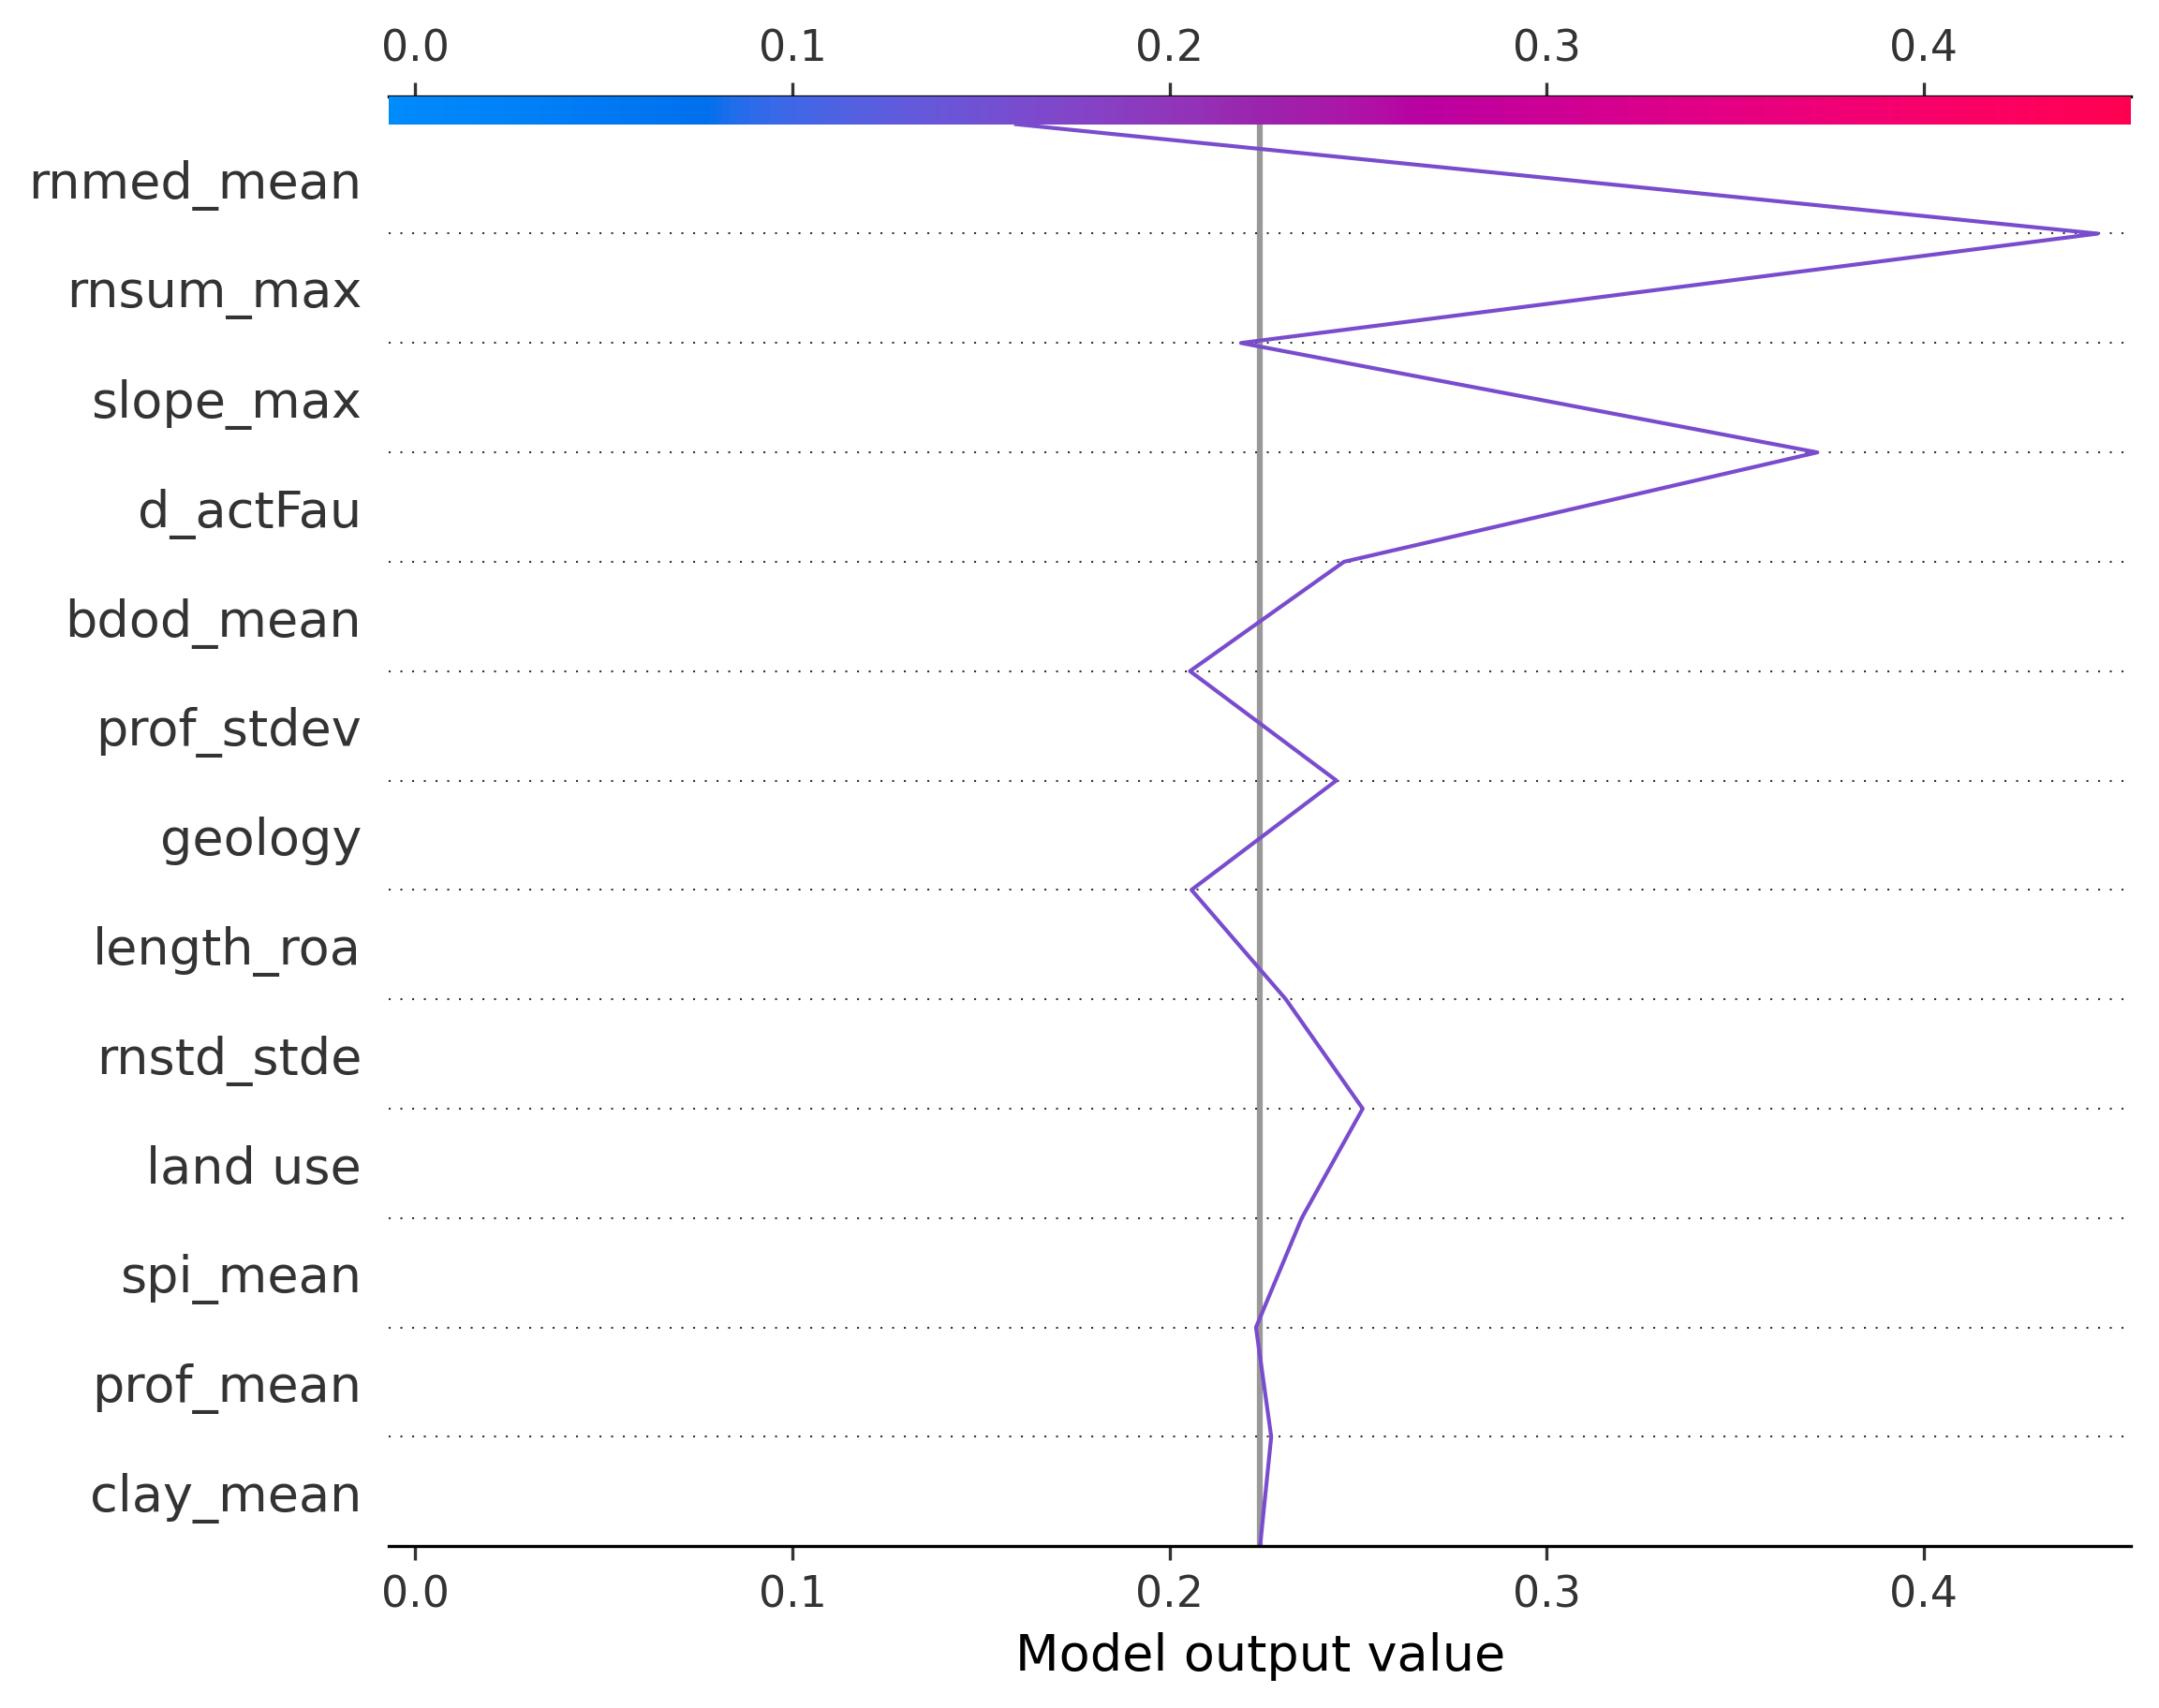 0.0 0.1 0.2 0.3 0.4
rnmed_mean
rnsum_max
slope_max
d_actFau
bdod_mean
prof_stdev
geology
length_roa
rnstd_stde
land use
spi_mean
prof_mean
clay_mean
0.0 0.1 0.2 0.3 0.4
Model output value